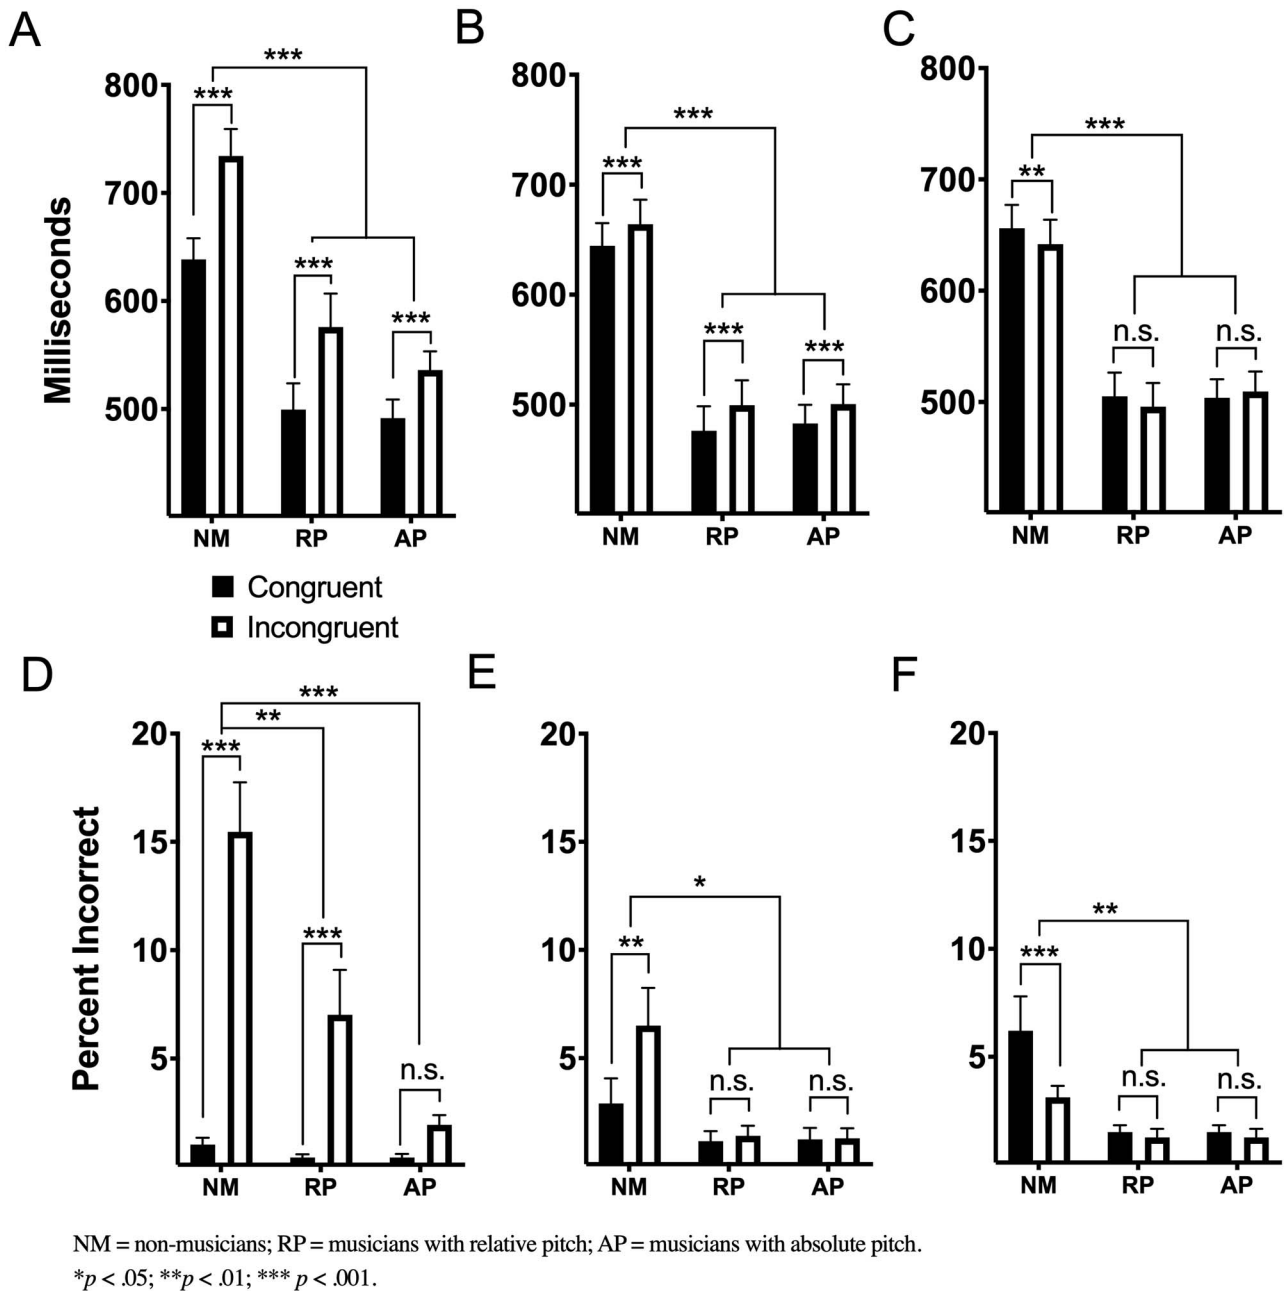 A
B
C
***
800
***
700
***
600
***
500
Milliseconds
NM
RP
AP
800
***
700
***
600
***
***
500
NM
RP
AP
800
***
700
**
600
n.s.
n.s.
500
NM
RP
AP
Congruent
Incongruent
D
E
F
***
**
20
***
15
***
10
n.s.
5
Percent Incorrect
NM
RP
AP
20
15
*
10
**
5
n.s.
n.s.
NM
RP
AP
20
15
**
10
***
5
n.s.
n.s.
NM
RP
AP
NM = non-musicians; RP = musicians with relative pitch; AP = musicians with absolute pitch.
*p < .05; **p < .01; *** p < .001.